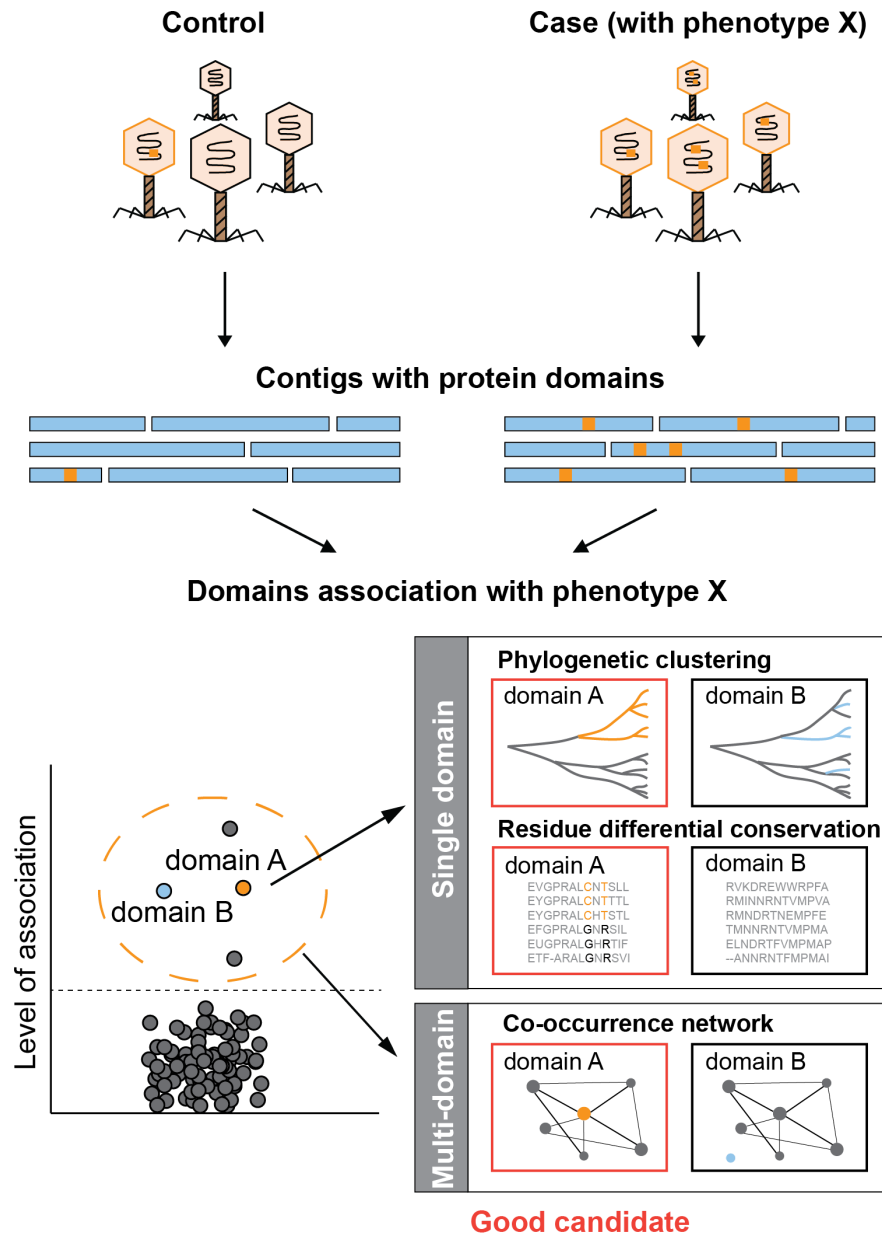 Control
Case (with phenotype X)
Contigs with protein domains
Domains association with phenotype X
Level of association
domain A
domain B
Single domain
Phylogenetic clustering
domain A
domain B
Residue differential conservation
domain A
EVGPRALCNTSLL
EYGPRALCNTTTL
EYGPRALCHTSTL
EFGPRALGNRSIL
EUGPRALGHRTIF
ETF-ARALGNRSVI
domain B
RVKDREWWRPFA
RMINNRNTVMPVA
RMNDRTNEMPFE
TMNNRNTVMPMA
ELNDRTFVMPMAP
--ANNRNTFMPMAI
Multi-domain
Co-occurrence network
domain A
domain B
Good candidate